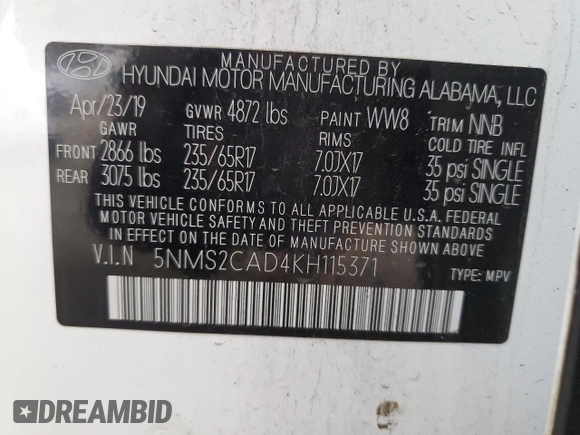 MANUFACTURED BY
HYUNDAI MOTOR MANUFACTURING ALABAMA, LLC
Apr/23/19 GVWR 4872 lbs PAINT WW8 TRIM NNB
GAWR TIRES RIMS COLD TIRE INFL
FRONT 2866 lbs 235/65R17 7.07X17 35 psi SINGLE
REAR 3075 lbs 235/65R17 7.07X17 35 psi SINGLE
THIS VEHICLE CONFORMS TO ALL APPLICABLE U.S.A. FEDERAL
MOTOR VEHICLE SAFETY AND THEFT PREVENTION STANDARDS
IN EFFECT ON THE DATE OF MANUFACTURE SHOWN ABOVE.
V.I.N 5NMS2CAD4KH115371 TYPE: MPV
DREAMBID